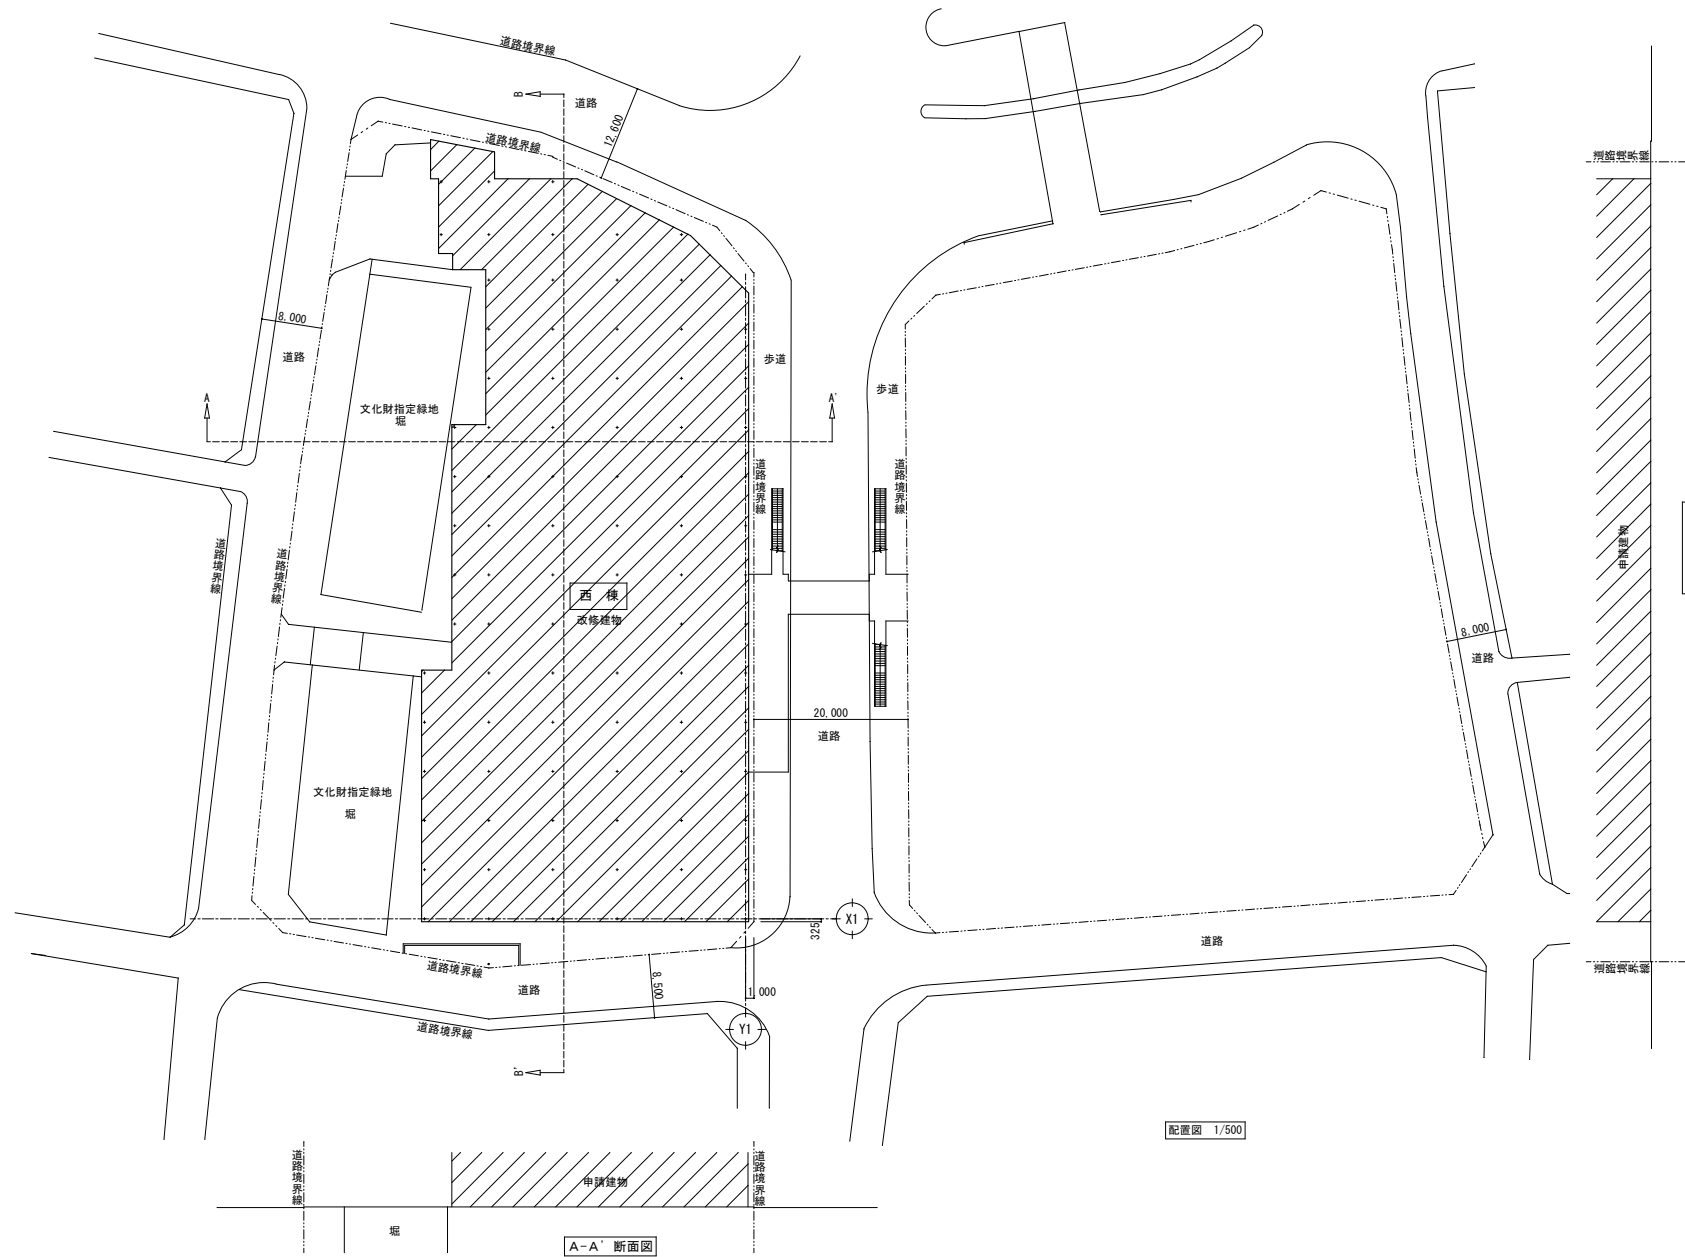 道路境界線
B
道路
12,600
道路境界線
道路境界線
8,000
道路
歩道
歩道
A
A'
文化財指定緑地
堀
道路境界線
道路境界線
道路境界線
道路境界線
申請建物
西 棟
改修建物
8,000
道路
20,000
道路
文化財指定緑地
堀
X1
325
道路
道路境界線
道路境界線
8,500
道路
1,000
道路境界線
Y1
B'
配置図 1/500
道路境界線
道路境界線
申請建物
堀
A-A' 断面図